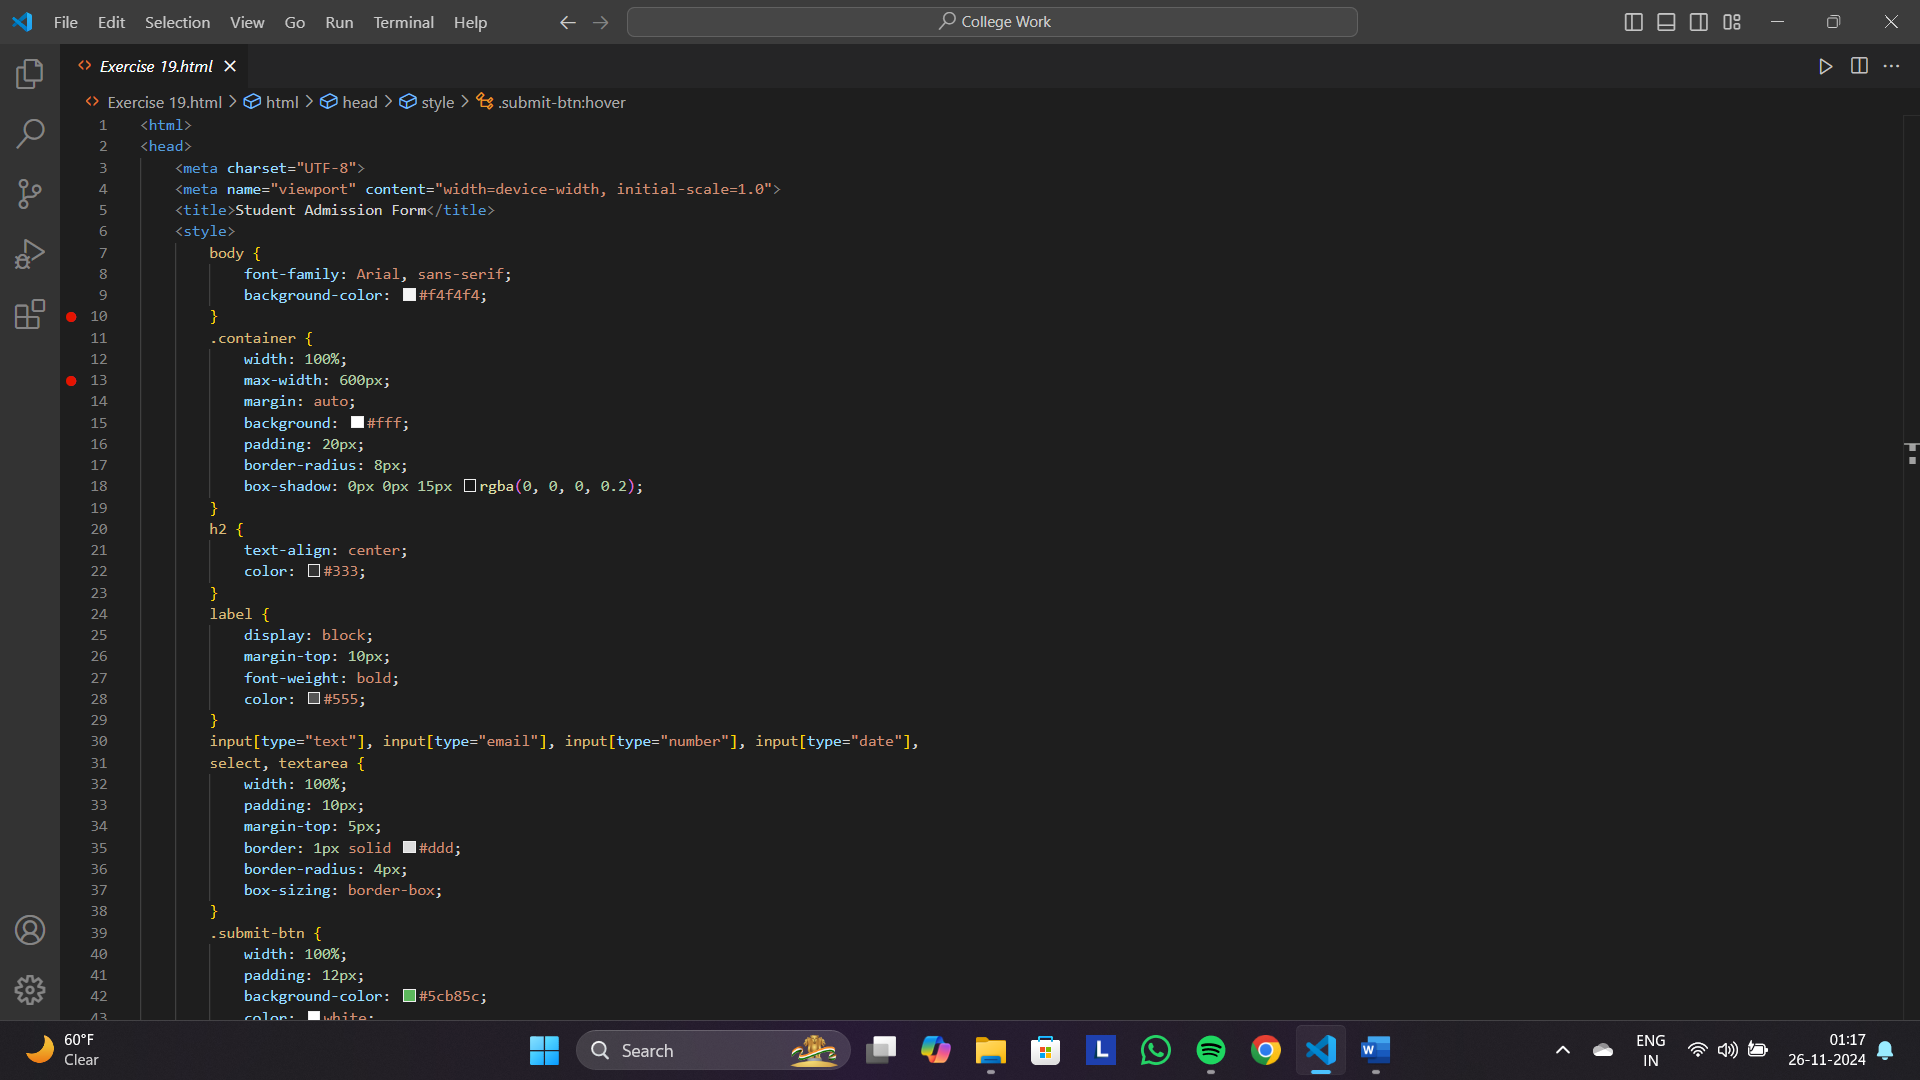 File Edit Selection View Go Run Terminal Help
College Work
Exercise 19.html
Exercise 19.html > html > head > style > .submit-btn:hover
1 <html>
2 <head>
3 <meta charset="UTF-8">
4 <meta name="viewport" content="width=device-width, initial-scale=1.0">
5 <title>Student Admission Form</title>
6 <style>
7 body {
8 font-family: Arial, sans-serif;
9 background-color: #f4f4f4;
10 }
11 .container {
12 width: 100%;
13 max-width: 600px;
14 margin: auto;
15 background: #fff;
16 padding: 20px;
17 border-radius: 8px;
18 box-shadow: 0px 0px 15px rgba(0, 0, 0, 0.2);
19 }
20 h2 {
21 text-align: center;
22 color: #333;
23 }
24 label {
25 display: block;
26 margin-top: 10px;
27 font-weight: bold;
28 color: #555;
29 }
30 input[type="text"], input[type="email"], input[type="number"], input[type="date"],
31 select, textarea {
32 width: 100%;
33 padding: 10px;
34 margin-top: 5px;
35 border: 1px solid #ddd;
36 border-radius: 4px;
37 box-sizing: border-box;
38 }
39 .submit-btn {
40 width: 100%;
41 padding: 12px;
42 background-color: #5cb85c;
43 color: white;
60°F
Clear
Search
L
W
ENG
IN
01:17
26-11-2024